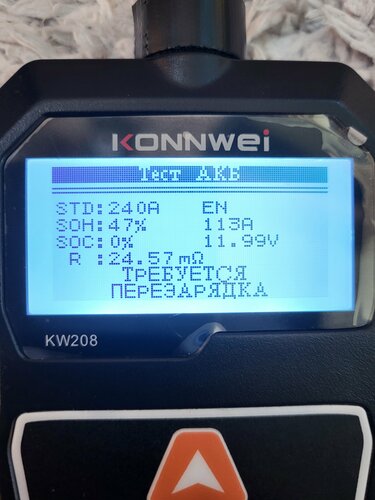 KONNWEI
Тест АКБ
STD:240A EN
SOH:47% 113A
SOC:0% 11.99V
R :24.57mΩ
ТРЕБУЕТСЯ
ПЕРЕЗАРЯДКА
KW208